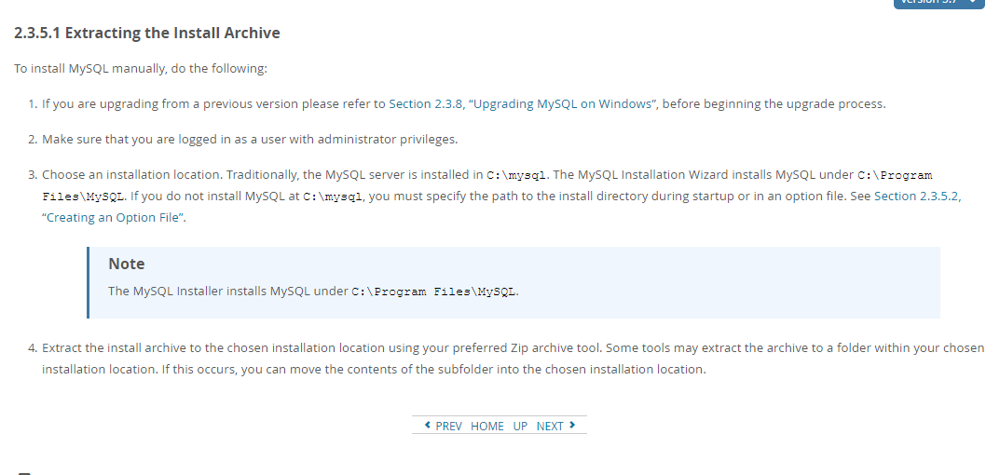 2.3.5.1 Extracting the Install Archive
To install MySQL manually, do the following:
1. If you are upgrading from a previous version please refer to Section 2.3.8, “Upgrading MySQL on Windows”, before beginning the upgrade process.
2. Make sure that you are logged in as a user with administrator privileges.
3. Choose an installation location. Traditionally, the MySQL server is installed in C:\mysql. The MySQL Installation Wizard installs MySQL under C:\Program
Files\MySQL. If you do not install MySQL at C:\mysql, you must specify the path to the install directory during startup or in an option file. See Section 2.3.5.2,
“Creating an Option File”.
Note
The MySQL Installer installs MySQL under C:\Program Files\MySQL.
4. Extract the install archive to the chosen installation location using your preferred Zip archive tool. Some tools may extract the archive to a folder within your chosen
installation location. If this occurs, you can move the contents of the subfolder into the chosen installation location.
PREV HOME UP NEXT